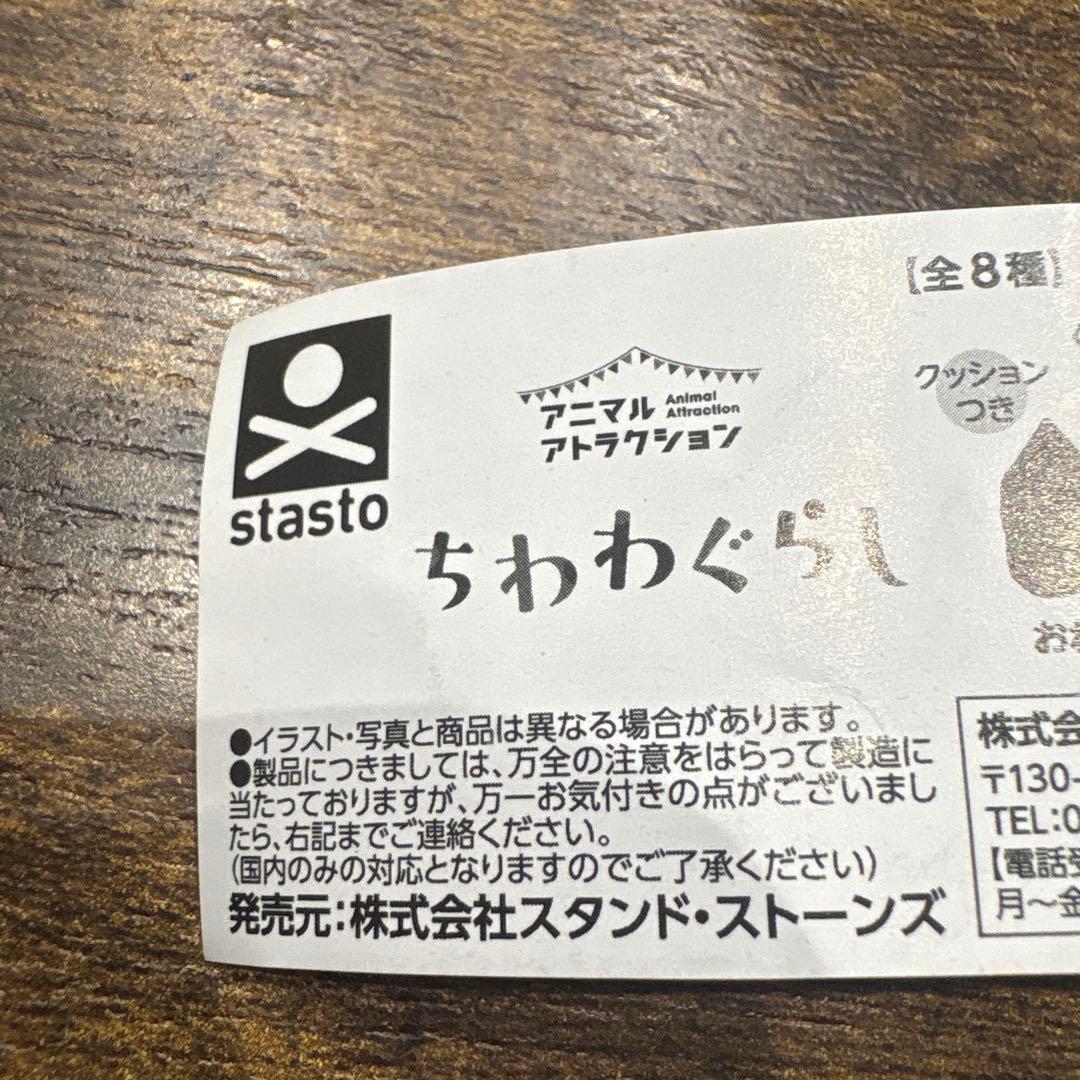 stasto
アニマル Animal Attraction
アトラクション
ちわわぐらし
【全8種】
クッション
つき
お
●イラスト・写真と商品は異なる場合があります。
●製品につきましては、万全の注意をはらって製造に
当たっておりますが、万一お気付きの点がございまし
たら、右記までご連絡ください。
(国内のみの対応となりますのでご了承ください)
発売元:株式会社スタンド・ストーンズ
株式会
〒130-
TEL:0
【電話受
月〜金